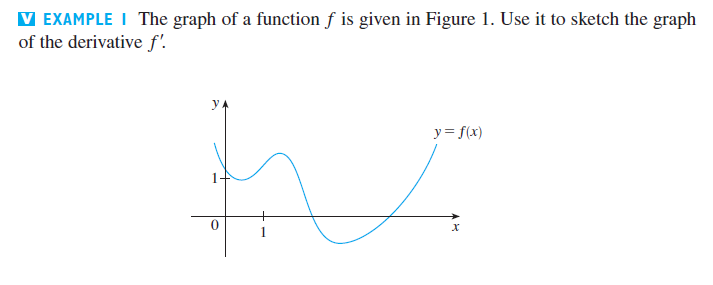 V EXAMPLE 1 The graph of a function f is given in Figure 1. Use it to sketch the graph
of the derivative f′.
y
y = f(x)
1
0
1
x